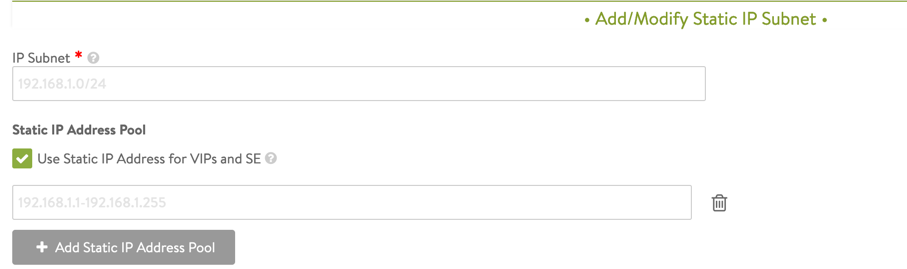 • Add/Modify Static IP Subnet •
IP Subnet * ?
192.168.1.0/24
Static IP Address Pool
Use Static IP Address for VIPs and SE ?
192.168.1.1-192.168.1.255
+ Add Static IP Address Pool